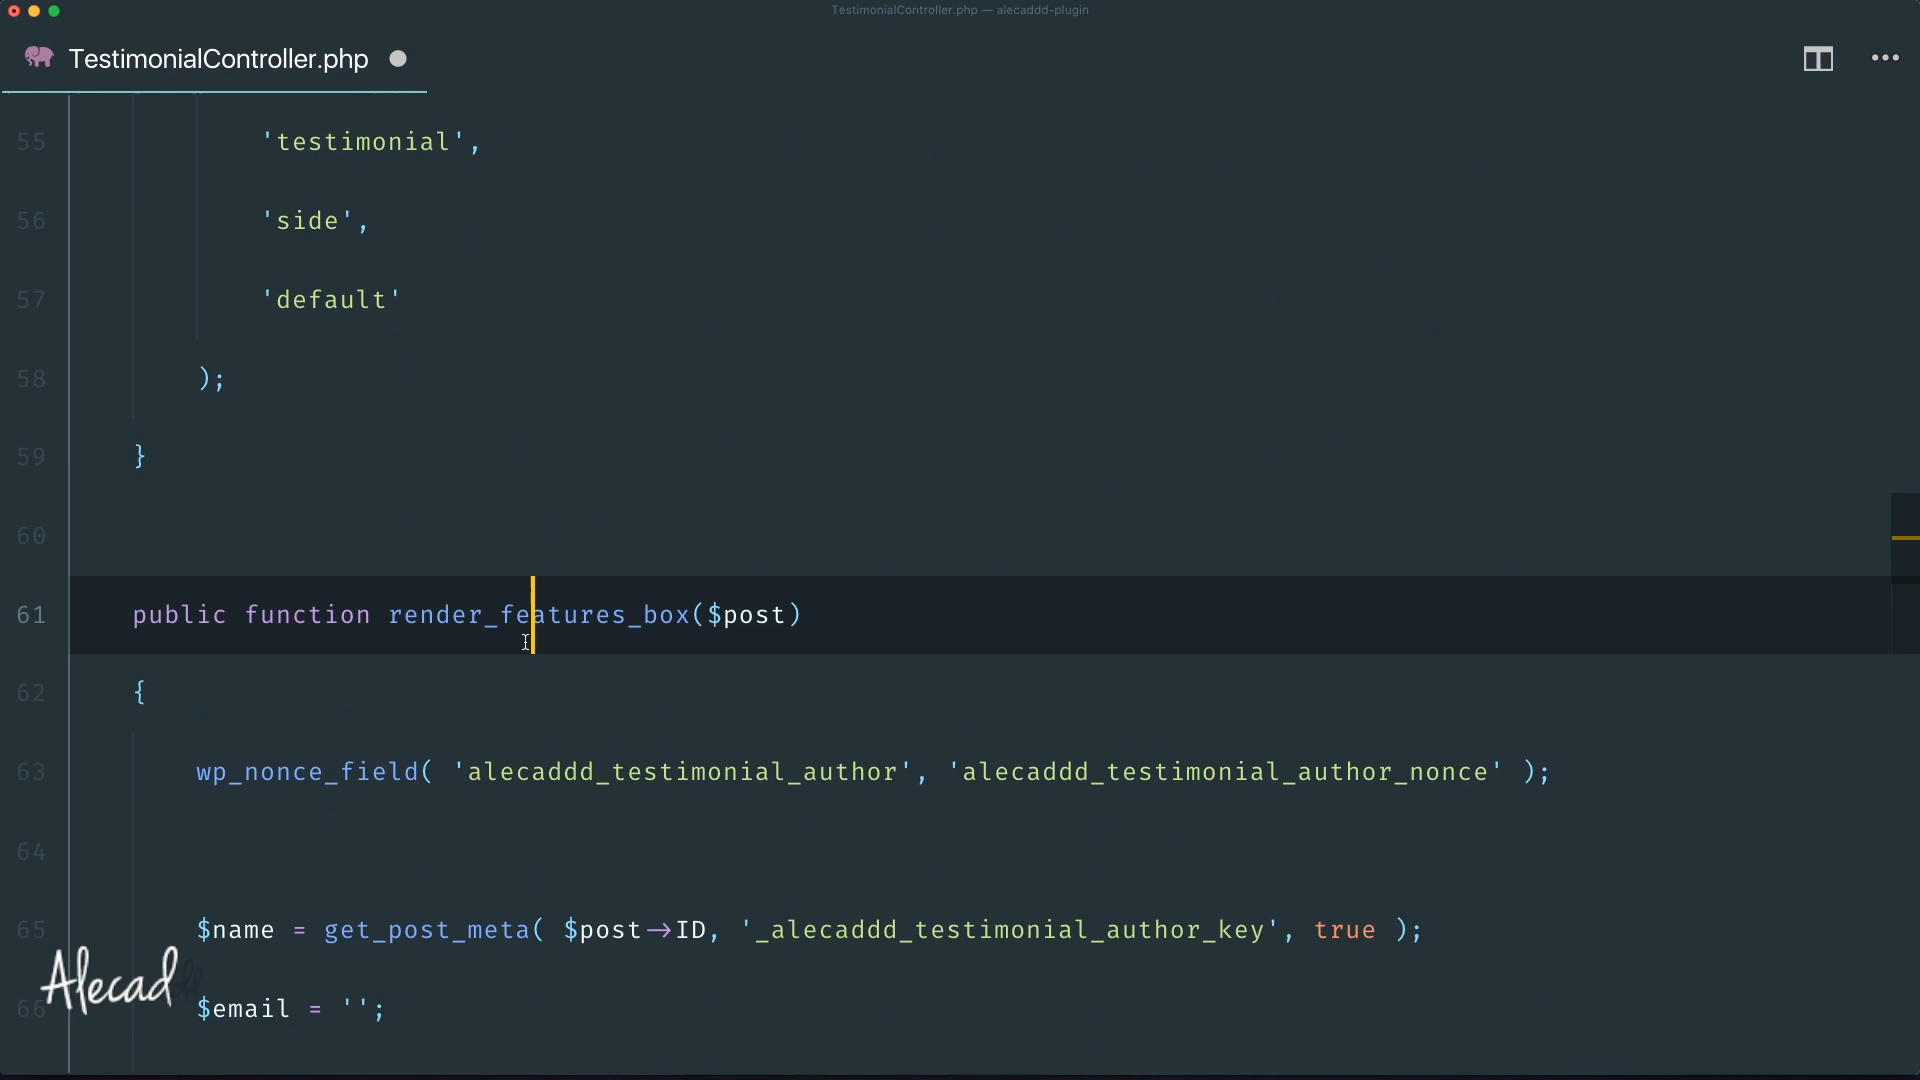 TestimonialController.php — alecaddd-plugin
TestimonialController.php
55 'testimonial',
56 'side',
57 'default'
58 );
59 }
60
61 public function render_features_box($post)
62 {
63 wp_nonce_field( 'alecaddd_testimonial_author', 'alecaddd_testimonial_author_nonce' );
64
65 $name = get_post_meta( $post->ID, '_alecaddd_testimonial_author_key', true );
66 $email = '';
Alecad